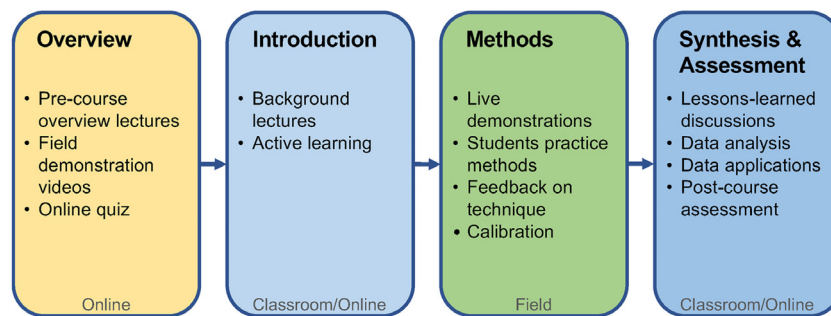 Overview
• Pre-course
overview lectures
• Field
demonstration
videos
• Online quiz
Online
Introduction
• Background
lectures
• Active learning
Classroom/Online
Methods
• Live
demonstrations
• Students practice
methods
• Feedback on
technique
• Calibration
Field
Synthesis &
Assessment
• Lessons-learned
discussions
• Data analysis
• Data applications
• Post-course
assessment
Classroom/Online